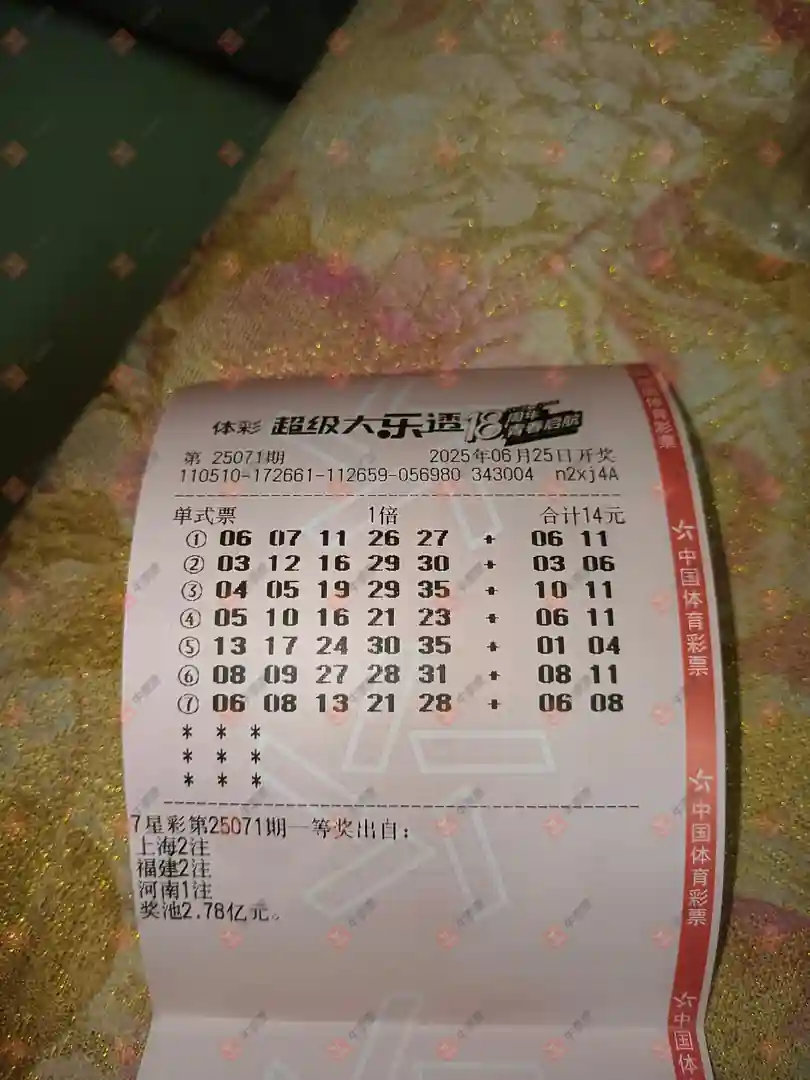 体彩 超级大乐透 18周年 青春启航
第 25071期 2025年06月25日开奖
110510-172661-112659-056980 343004 n2xj4A
单式票 1倍 合计14元
① 06 07 11 26 27 + 06 11
② 03 12 16 29 30 + 03 06
③ 04 05 19 29 35 + 10 11
④ 05 10 16 21 23 + 06 11
⑤ 13 17 24 30 35 + 01 04
⑥ 08 09 27 28 31 + 08 11
⑦ 06 08 13 21 28 + 06 08
* * *
* * *
* * *
7星彩第25071期一等奖出自:
上海2注
福建2注
河南1注
奖池2.78亿元。
国体育彩票
中国体育彩票
中国体育彩票
中国体